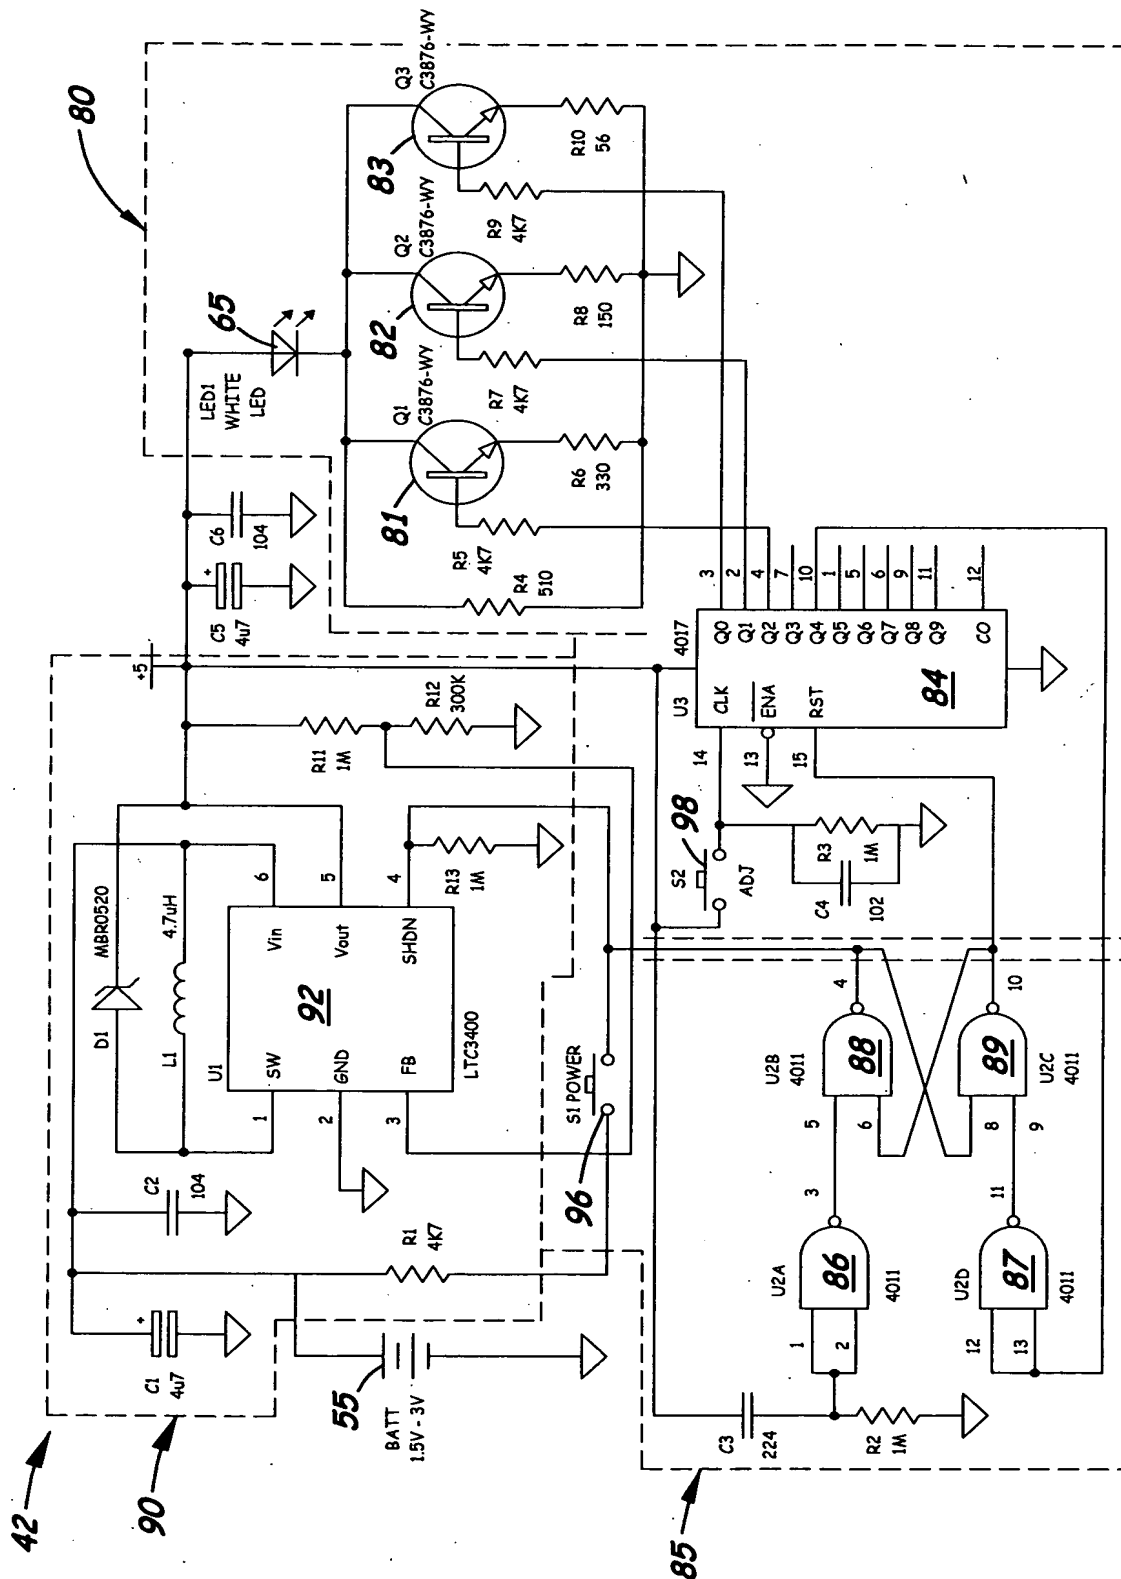 42
90
80
85
C1
4u7
+
C2
104
D1
MBR0520
L1
4.7uH
U1
SW
GND
FB
92
Vin
Vout
SHDN
LTC3400
1
2
3
6
5
4
R13
1M
R11
1M
R12
300K
+5
C5
4u7
+
C6
104
LED1
WHITE
LED
65
BATT
1.5V - 3V
55
R1
4K7
S1 POWER
96
R4
510
R5
4K7
81
Q1
C3876-WY
R6
330
R7
4K7
82
Q2
C3876-WY
R8
150
R9
4K7
83
Q3
C3876-WY
R10
56
C3
224
R2
1M
U2A
4011
86
1
2
3
U2D
4011
87
12
13
11
U2B
4011
88
5
6
4
U2C
4011
89
8
9
10
S2
ADJ
98
C4
102
R3
1M
14
13
15
U3
4017
CLK
ENA
RST
84
Q0
Q1
Q2
Q3
Q4
Q5
Q6
Q7
Q8
Q9
CO
3
2
4
7
10
1
5
6
9
11
12